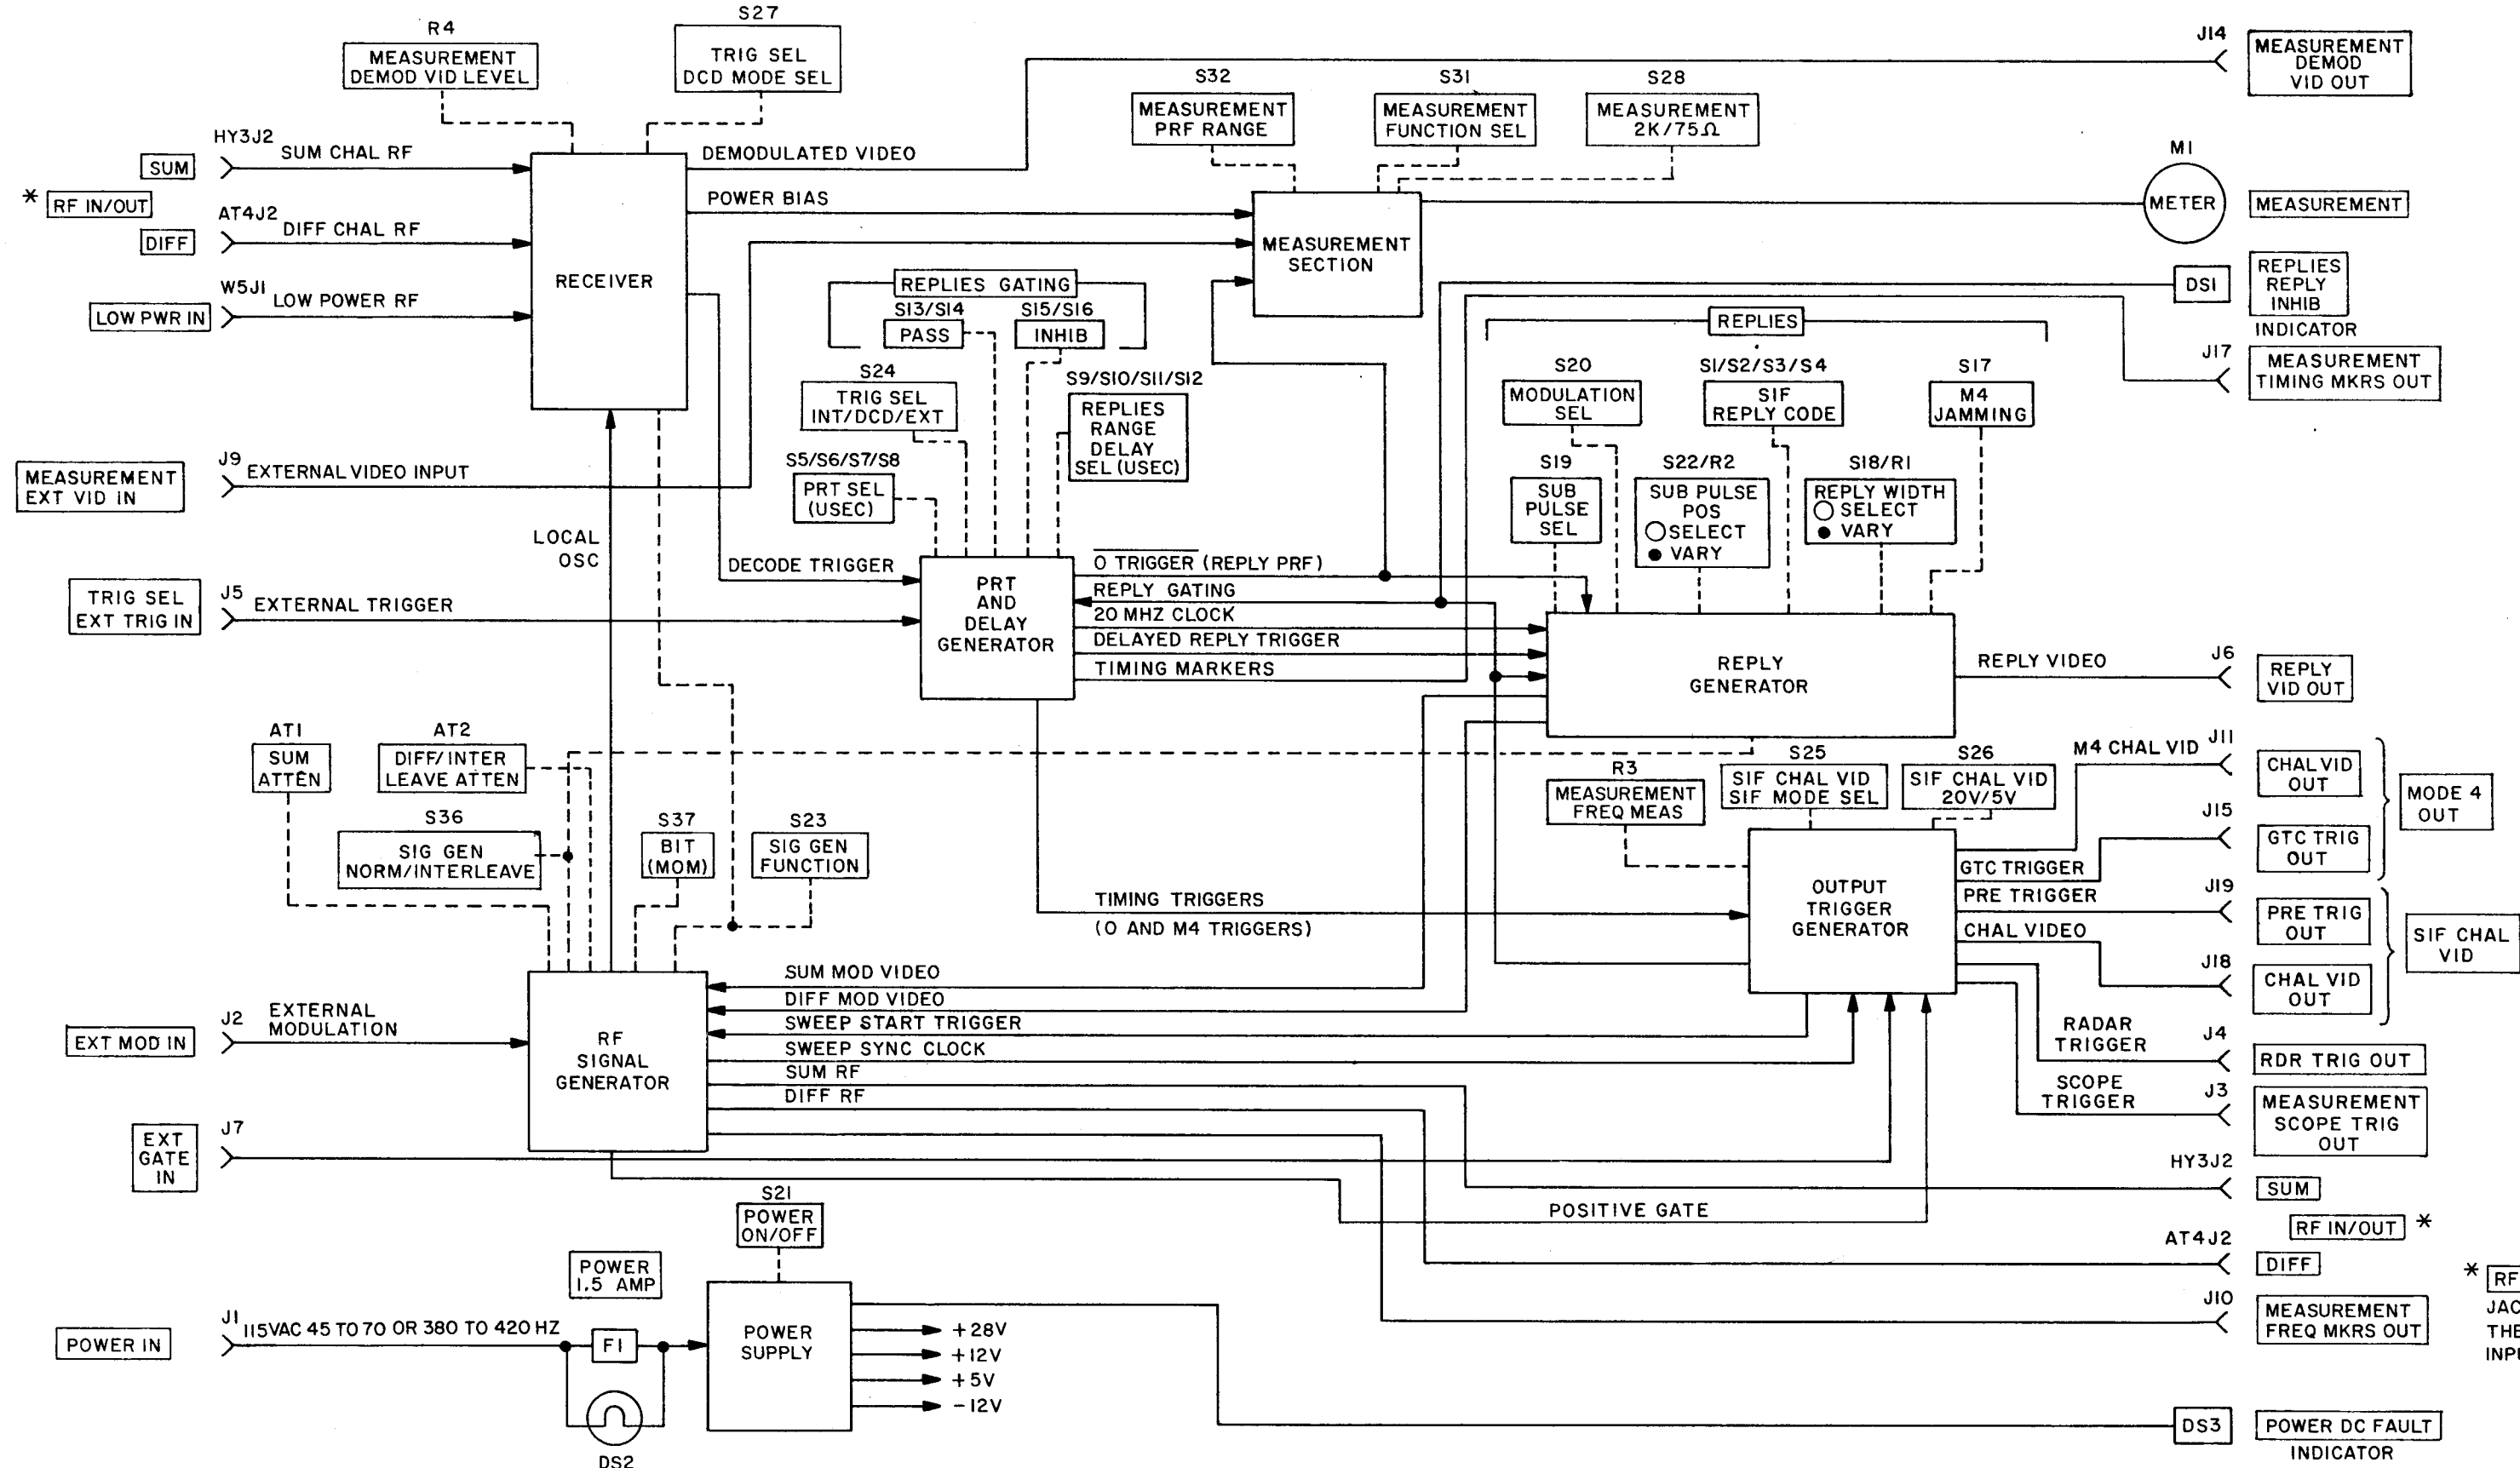 R4
MEASUREMENT
DEMOD VID LEVEL
S27
TRIG SEL
DCD MODE SEL
S32
MEASUREMENT
PRF RANGE
S31
MEASUREMENT
FUNCTION SEL
S28
MEASUREMENT
2K/75Ω
J14
MEASUREMENT
DEMOD
VID OUT
HY3J2
SUM
SUM CHAL RF
* RF IN/OUT
AT4J2
DIFF
DIFF CHAL RF
W5J1
LOW PWR IN
LOW POWER RF
RECEIVER
DEMODULATED VIDEO
POWER BIAS
MEASUREMENT
SECTION
M1
METER
MEASUREMENT
DS1
REPLIES
REPLY
INHIB
INDICATOR
J17
MEASUREMENT
TIMING MKRS OUT
REPLIES GATING
S13/S14
PASS
S15/S16
INHIB
S24
TRIG SEL
INT/DCD/EXT
S9/S10/S11/S12
REPLIES
RANGE
DELAY
SEL (USEC)
S5/S6/S7/S8
PRT SEL
(USEC)
REPLIES
S20
MODULATION
SEL
S1/S2/S3/S4
SIF
REPLY CODE
S17
M4
JAMMING
S19
SUB
PULSE
SEL
S22/R2
SUB PULSE
POS
SELECT
VARY
S18/R1
REPLY WIDTH
SELECT
VARY
MEASUREMENT
EXT VID IN
J9
EXTERNAL VIDEO INPUT
LOCAL
OSC
DECODE TRIGGER
TRIG SEL
EXT TRIG IN
J5
EXTERNAL TRIGGER
PRT
AND
DELAY
GENERATOR
O TRIGGER (REPLY PRF)
REPLY GATING
20 MHZ CLOCK
DELAYED REPLY TRIGGER
TIMING MARKERS
REPLY
GENERATOR
REPLY VIDEO
J6
REPLY
VID OUT
AT1
SUM
ATTEN
AT2
DIFF/INTER
LEAVE ATTEN
S36
SIG GEN
NORM/INTERLEAVE
S37
BIT
(MOM)
S23
SIG GEN
FUNCTION
R3
MEASUREMENT
FREQ MEAS
S25
SIF CHAL VID
SIF MODE SEL
S26
SIF CHAL VID
20V/5V
OUTPUT
TRIGGER
GENERATOR
M4 CHAL VID
J11
CHAL VID
OUT
MODE 4
OUT
GTC TRIGGER
J15
GTC TRIG
OUT
PRE TRIGGER
J19
PRE TRIG
OUT
SIF CHAL
VID
CHAL VIDEO
J18
CHAL VID
OUT
RADAR
TRIGGER
J4
RDR TRIG OUT
SCOPE
TRIGGER
J3
MEASUREMENT
SCOPE TRIG
OUT
TIMING TRIGGERS
(O AND M4 TRIGGERS)
EXT MOD IN
J2
EXTERNAL
MODULATION
RF
SIGNAL
GENERATOR
SUM MOD VIDEO
DIFF MOD VIDEO
SWEEP START TRIGGER
SWEEP SYNC CLOCK
SUM RF
DIFF RF
EXT
GATE
IN
J7
POSITIVE GATE
HY3J2
SUM
RF IN/OUT *
AT4J2
DIFF
J10
MEASUREMENT
FREQ MKRS OUT
* RF
JAC
THE
INPU
POWER IN
J1
115VAC 45 TO 70 OR 380 TO 420 HZ
POWER
1.5 AMP
F1
DS2
S21
POWER
ON/OFF
POWER
SUPPLY
+28V
+12V
+5V
-12V
DS3
POWER DC FAULT
INDICATOR